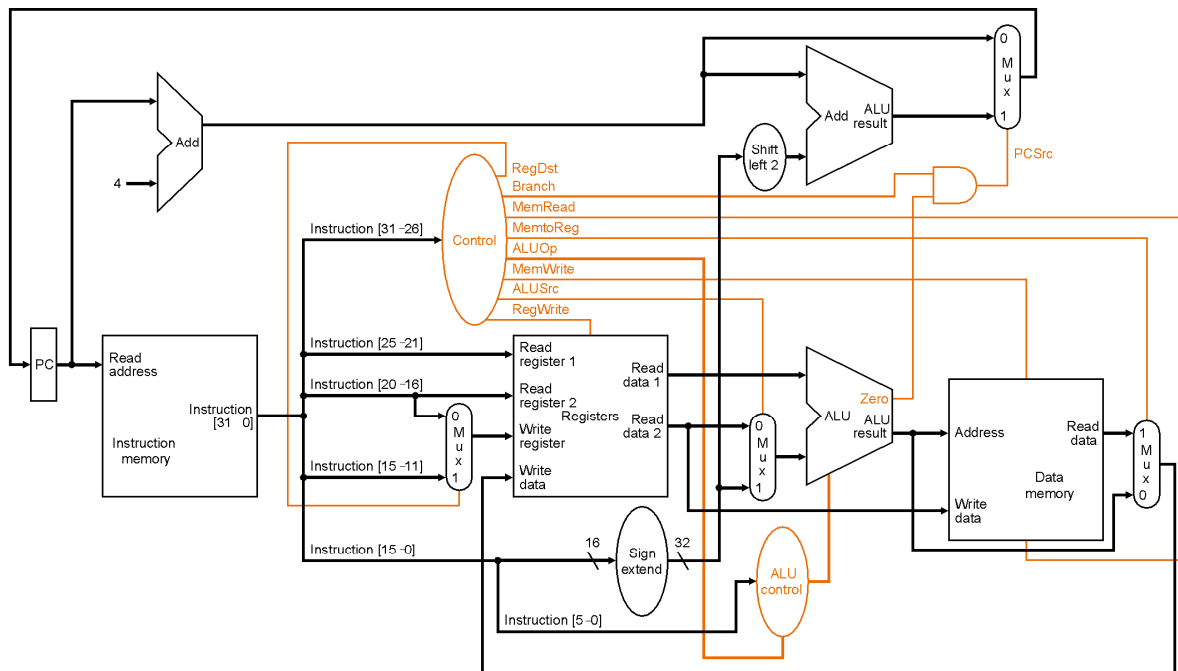 0
M
u
x
1
Add
ALU
result
Add
4
Shift
left 2
PCSrc
RegDst
Branch
MemRead
MemtoReg
ALUOp
MemWrite
ALUSrc
RegWrite
Control
Instruction [31–26]
PC
Read
address
Instruction
[31 0]
Instruction
memory
Instruction [25–21]
Instruction [20–16]
Instruction [15–11]
Instruction [15–0]
Instruction [5–0]
0
M
u
x
1
Read
register 1
Read
register 2
Write
register
Write
data
Registers
Read
data 1
Read
data 2
0
M
u
x
1
Zero
ALU
ALU
result
Address
Write
data
Read
data
Data
memory
1
M
u
x
0
16
Sign
extend
32
ALU
control